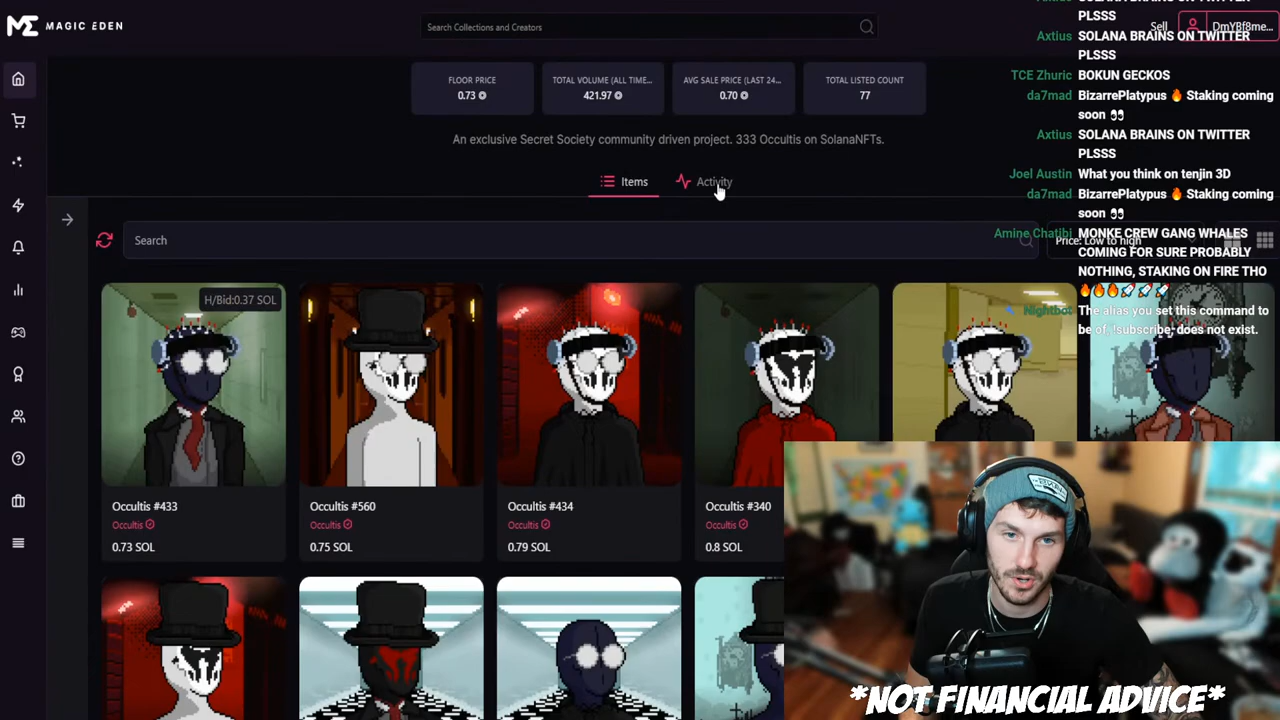 MAGIC EDEN
Search Collections and Creators
Sell
DmYBf8me...
FLOOR PRICE
0.73
TOTAL VOLUME (ALL TIME...
421.97
AVG SALE PRICE (LAST 24...
0.70
TOTAL LISTED COUNT
77
An exclusive Secret Society community driven project. 333 Occultis on SolanaNFTs.
Items
Activity
Search
Price: Low to high
H/Bid:0.37 SOL
Occultis #433
Occultis
0.73 SOL
Occultis #560
Occultis
0.75 SOL
Occultis #434
Occultis
0.79 SOL
Occultis #340
Occultis
0.8 SOL
PLSSS
Axtius SOLANA BRAINS ON TWITTER
PLSSS
TCE Zhuric BOKUN GECKOS
da7mad BizarrePlatypus 🔥 Staking coming
soon 👀
Axtius SOLANA BRAINS ON TWITTER
PLSSS
Joel Austin What you think on tenjin 3D
da7mad BizarrePlatypus 🔥 Staking coming
soon 👀
Amine Chatibi MONKE CREW GANG WHALES
COMING FOR SURE PROBABLY
NOTHING, STAKING ON FIRE THO
🔥🔥🔥🚀🚀🚀
Nightbot The alias you set this command to
be of, !subscribe, does not exist.
*NOT FINANCIAL ADVICE*